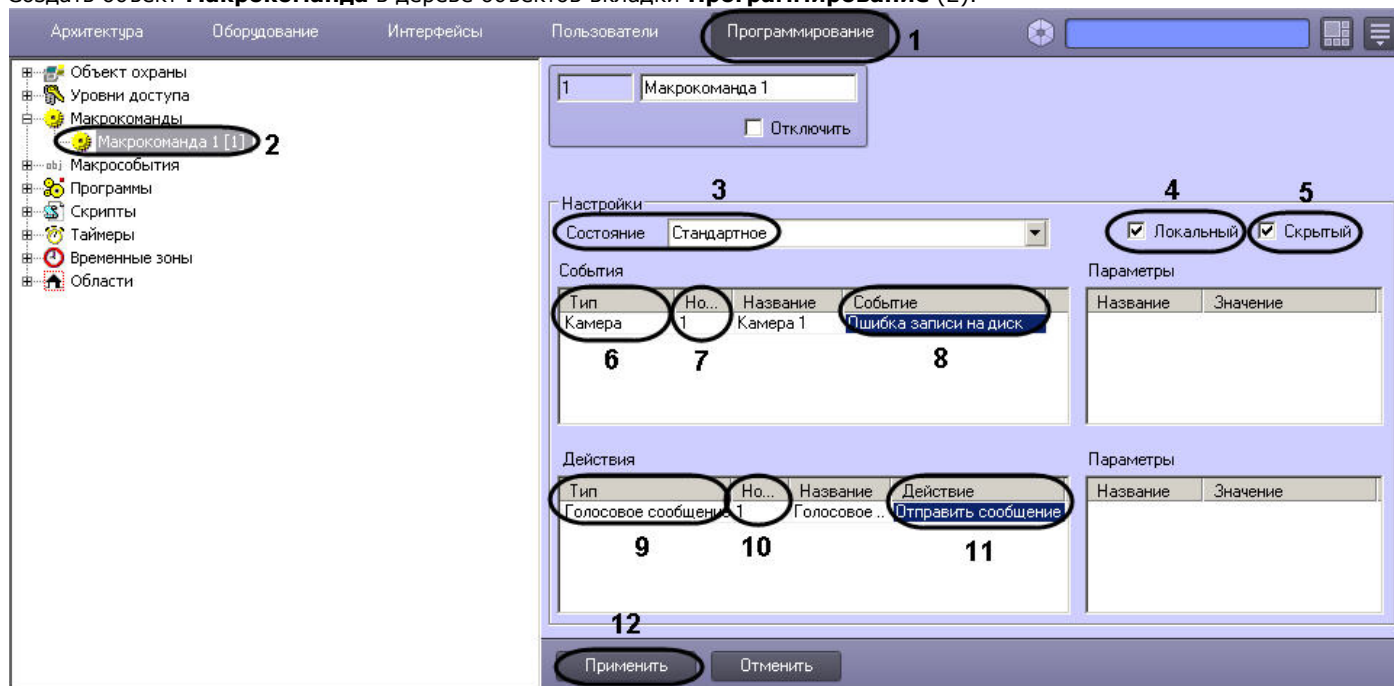 Создать объект Макрокоманда в дереве объектов вкладки Программирование (2).
Архитектура Оборудование Интерфейсы Пользователи Программирование 1
Объект охраны
Уровни доступа
Макрокоманды
Макрокоманда 1 [1] 2
obj Макрособытия
Программы
Скрипты
Таймеры
Временные зоны
Области
1 Макрокоманда 1
Отключить
3 4 5
Настройки
Состояние Стандартное Локальный Скрытый
События Параметры
Тип Но... Название Событие Название Значение
Камера 1 Камера 1 Ошибка записи на диск
6 7 8
Действия Параметры
Тип Но... Название Действие Название Значение
Голосовое сообщение 1 Голосовое .. Отправить сообщение
9 10 11
12
Применить Отменить